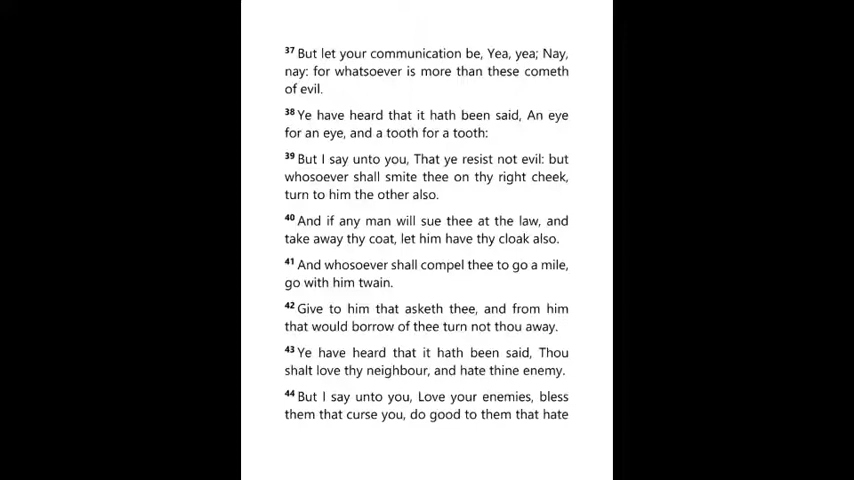 37 But let your communication be, Yea, yea; Nay,
nay: for whatsoever is more than these cometh
of evil.
38 Ye have heard that it hath been said, An eye
for an eye, and a tooth for a tooth:
39 But I say unto you, That ye resist not evil: but
whosoever shall smite thee on thy right cheek,
turn to him the other also.
40 And if any man will sue thee at the law, and
take away thy coat, let him have thy cloak also.
41 And whosoever shall compel thee to go a mile,
go with him twain.
42 Give to him that asketh thee, and from him
that would borrow of thee turn not thou away.
43 Ye have heard that it hath been said, Thou
shalt love thy neighbour, and hate thine enemy.
44 But I say unto you, Love your enemies, bless
them that curse you, do good to them that hate